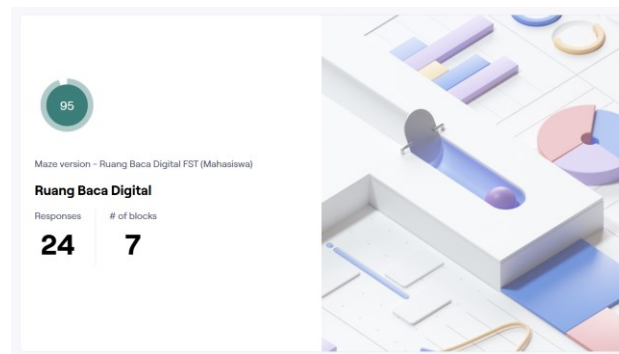 95
Maze version - Ruang Baca Digital FST (Mahasiswa)
Ruang Baca Digital
Responses # of blocks
24 7